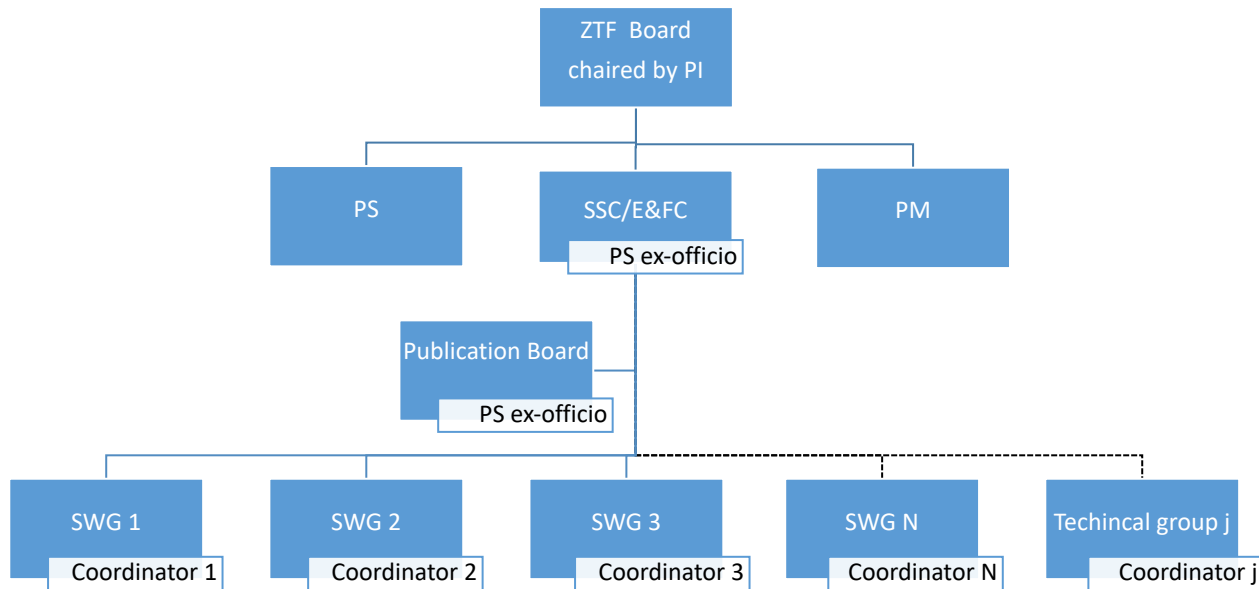 ZTF Board
chaired by PI
PS
SSC/E&FC
PM
PS ex-officio
Publication Board
PS ex-officio
SWG 1
SWG 2
SWG 3
SWG N
Techincal group j
Coordinator 1
Coordinator 2
Coordinator 3
Coordinator N
Coordinator j